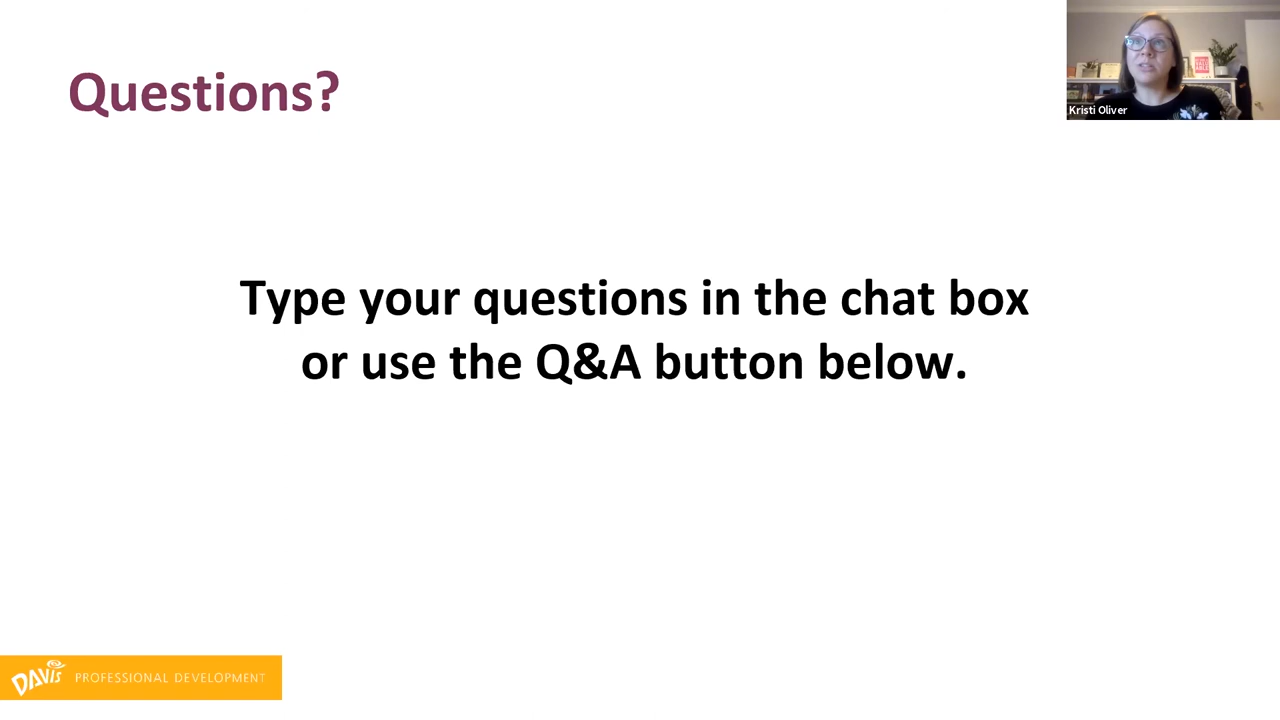 Questions?
Kristi Oliver
Type your questions in the chat box
or use the Q&A button below.
DAVIS PROFESSIONAL DEVELOPMENT